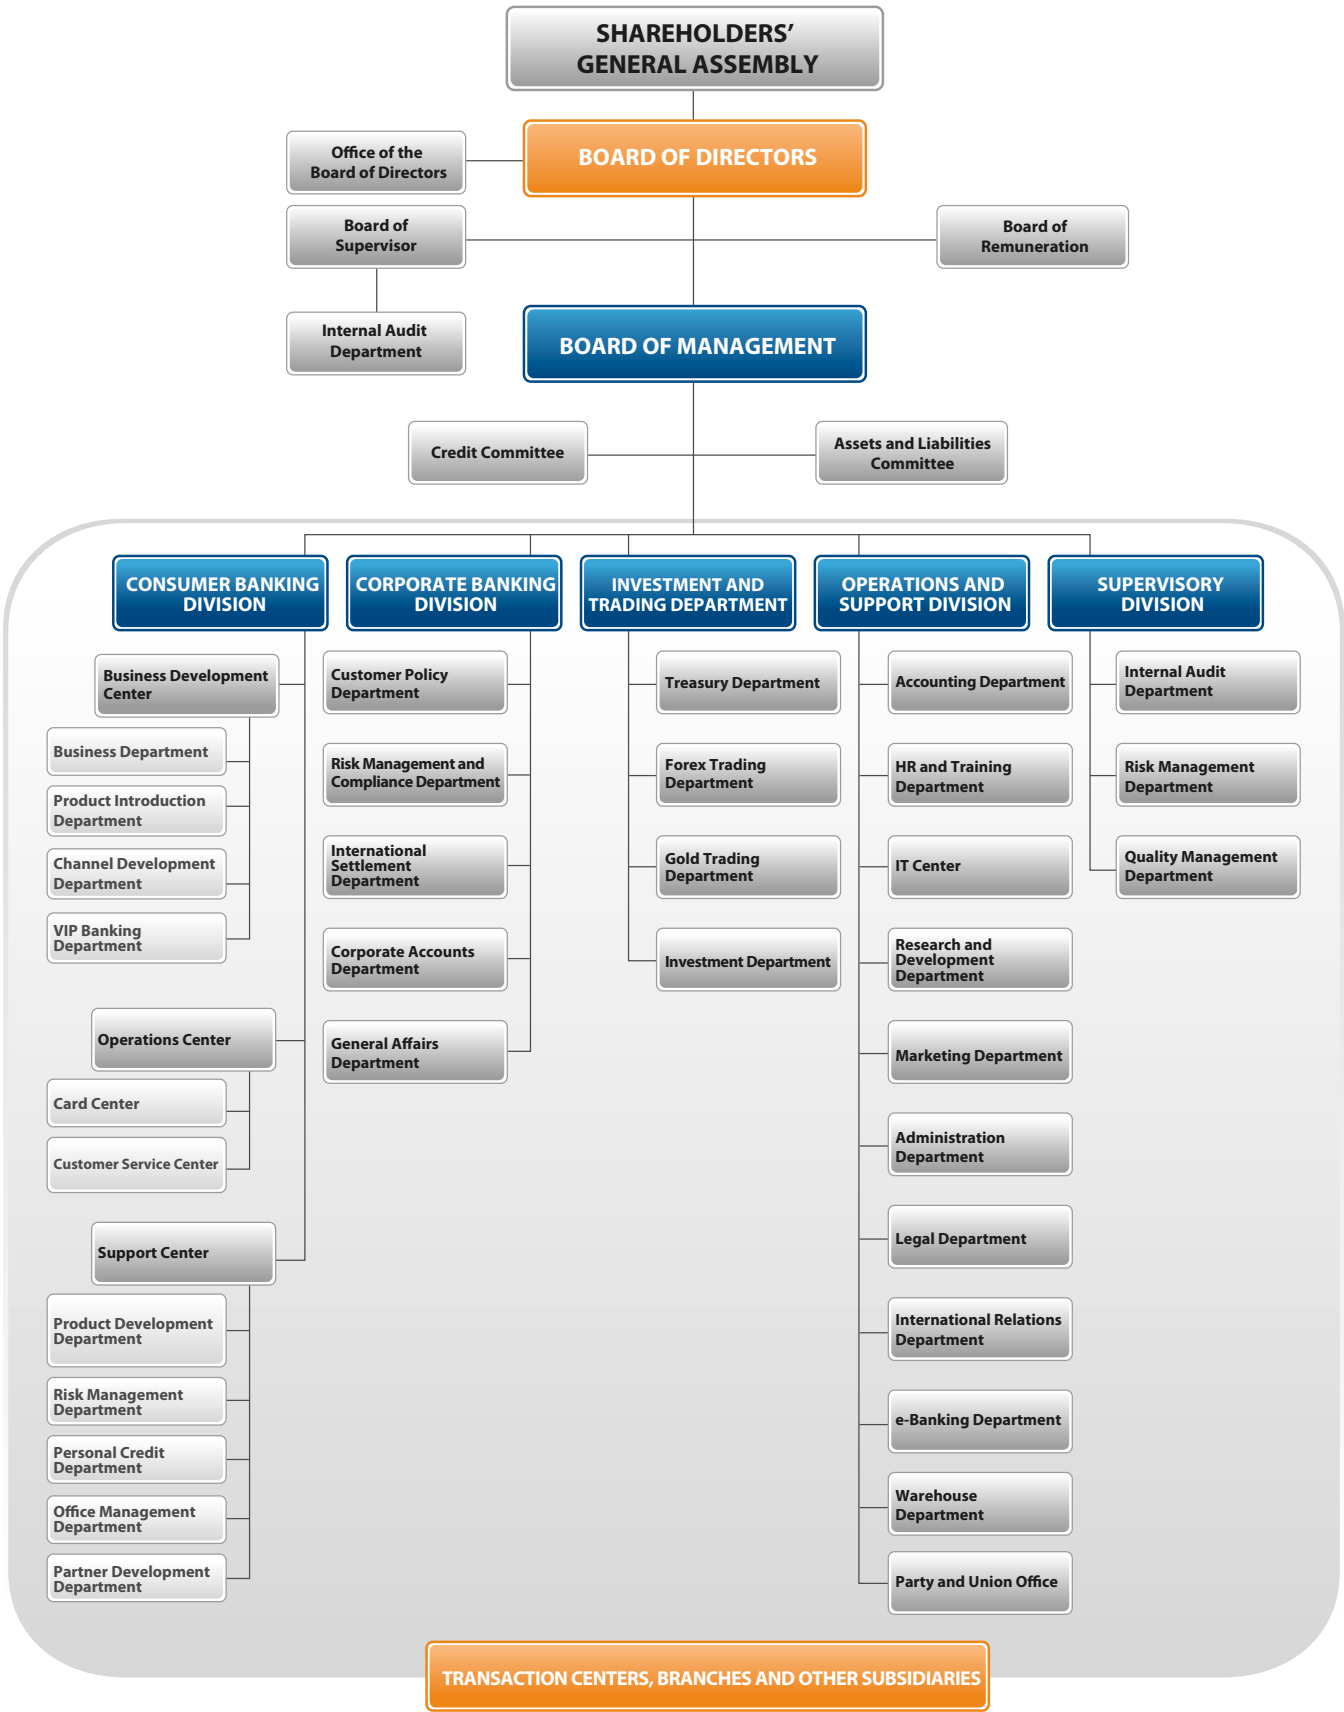 SHAREHOLDERS’
GENERAL ASSEMBLY
BOARD OF DIRECTORS
Office of the
Board of Directors
Board of
Supervisor
Board of
Remuneration
Internal Audit
Department
BOARD OF MANAGEMENT
Credit Committee
Assets and Liabilities
Committee
CONSUMER BANKING
DIVISION
Business Development
Center
Business Department
Product Introduction
Department
Channel Development
Department
VIP Banking
Department
Operations Center
Card Center
Customer Service Center
Support Center
Product Development
Department
Risk Management
Department
Personal Credit
Department
Office Management
Department
Partner Development
Department
CORPORATE BANKING
DIVISION
Customer Policy
Department
Risk Management and
Compliance Department
International
Settlement
Department
Corporate Accounts
Department
General Affairs
Department
INVESTMENT AND
TRADING DEPARTMENT
Treasury Department
Forex Trading
Department
Gold Trading
Department
Investment Department
OPERATIONS AND
SUPPORT DIVISION
Accounting Department
HR and Training
Department
IT Center
Research and
Development
Department
Marketing Department
Administration
Department
Legal Department
International Relations
Department
e-Banking Department
Warehouse
Department
Party and Union Office
SUPERVISORY
DIVISION
Internal Audit
Department
Risk Management
Department
Quality Management
Department
TRANSACTION CENTERS, BRANCHES AND OTHER SUBSIDIARIES